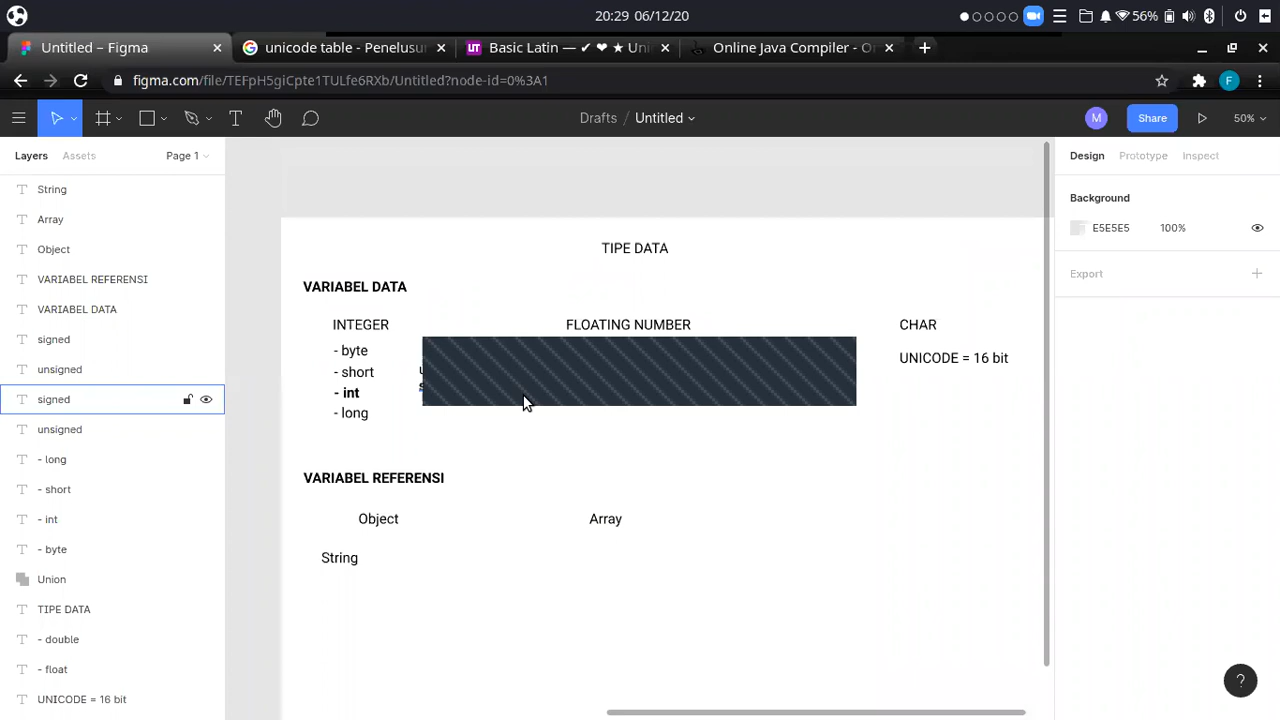 20:29 06/12/20
56%
Untitled – Figma
unicode table - Penelusu
UT Basic Latin — ✔ ❤ ★ Uni
Online Java Compiler - On
figma.com/file/TEFpH5giCpte1TULfe6RXb/Untitled?node-id=0%3A1
F
Drafts / Untitled
M
Share
50%
Layers
Assets
Page 1
Design
Prototype
Inspect
String
Array
Object
VARIABEL REFERENSI
VARIABEL DATA
signed
unsigned
signed
unsigned
- long
- short
- int
- byte
Union
TIPE DATA
- double
- float
UNICODE = 16 bit
TIPE DATA
VARIABEL DATA
INTEGER
FLOATING NUMBER
CHAR
- byte
- short
- int
- long
UNICODE = 16 bit
VARIABEL REFERENSI
Object
Array
String
Background
E5E5E5
100%
Export
?